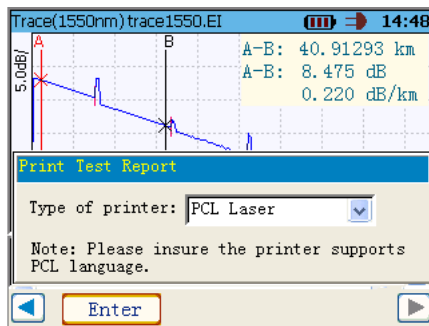 Trace(1550nm) trace1550.EI 14:48
5.0dB/
A
B
A-B: 40.91293 km
A-B: 8.475 dB
0.220 dB/km
Print Test Report
Type of printer: PCL Laser
Note: Please insure the printer supports
PCL language.
Enter